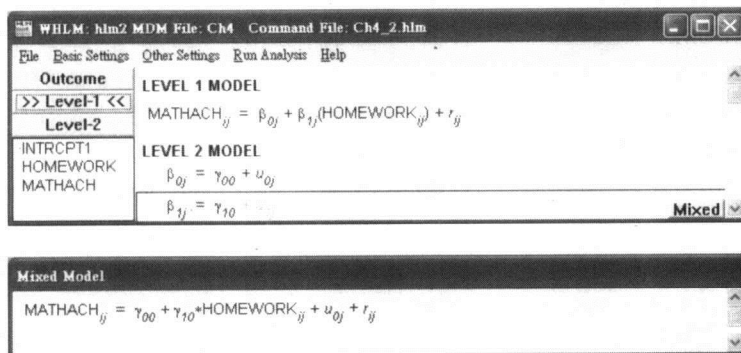 WHLM: hlm2 MDM File: Ch4 Command File: Ch4_2.hlm
File Basic Settings Other Settings Run Analysis Help
Outcome
>> Level-1 <<
Level-2
INTRCPT1
HOMEWORK
MATHACH
LEVEL 1 MODEL
MATHACH_ij = β_0j + β_1j(HOMEWORK_ij) + r_ij
LEVEL 2 MODEL
β_0j = γ_00 + u_0j
β_1j = γ_10
Mixed
Mixed Model
MATHACH_ij = γ_00 + γ_10*HOMEWORK_ij + u_0j + r_ij